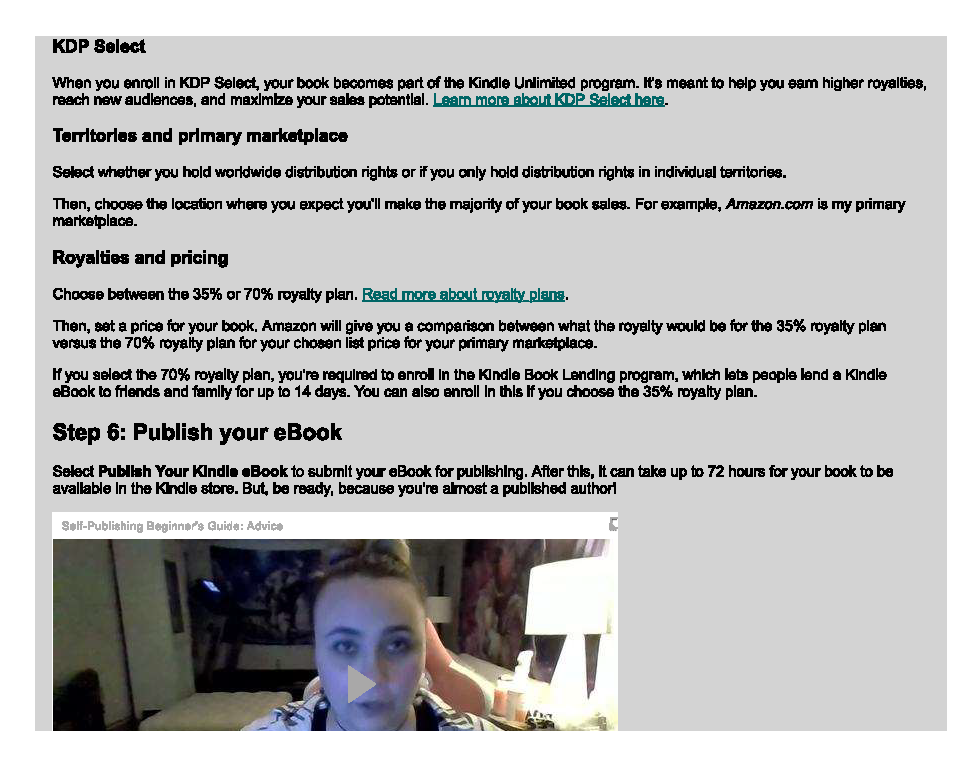 KDP Select
When you enroll in KDP Select, your book becomes part of the Kindle Unlimited program. It's meant to help you earn higher royalties,
reach new audiences, and maximize your sales potential. Learn more about KDP Select here.
Territories and primary marketplace
Select whether you hold worldwide distribution rights or if you only hold distribution rights in individual territories.
Then, choose the location where you expect you'll make the majority of your book sales. For example, Amazon.com is my primary
marketplace.
Royalties and pricing
Choose between the 35% or 70% royalty plan. Read more about royalty plans.
Then, set a price for your book. Amazon will give you a comparison between what the royalty would be for the 35% royalty plan
versus the 70% royalty plan for your chosen list price for your primary marketplace.
If you select the 70% royalty plan, you're required to enroll in the Kindle Book Lending program, which lets people lend a Kindle
eBook to friends and family for up to 14 days. You can also enroll in this if you choose the 35% royalty plan.
Step 6: Publish your eBook
Select Publish Your Kindle eBook to submit your eBook for publishing. After this, it can take up to 72 hours for your book to be
available in the Kindle store. But, be ready, because you're almost a published author!
Self-Publishing Beginner's Guide: Advice